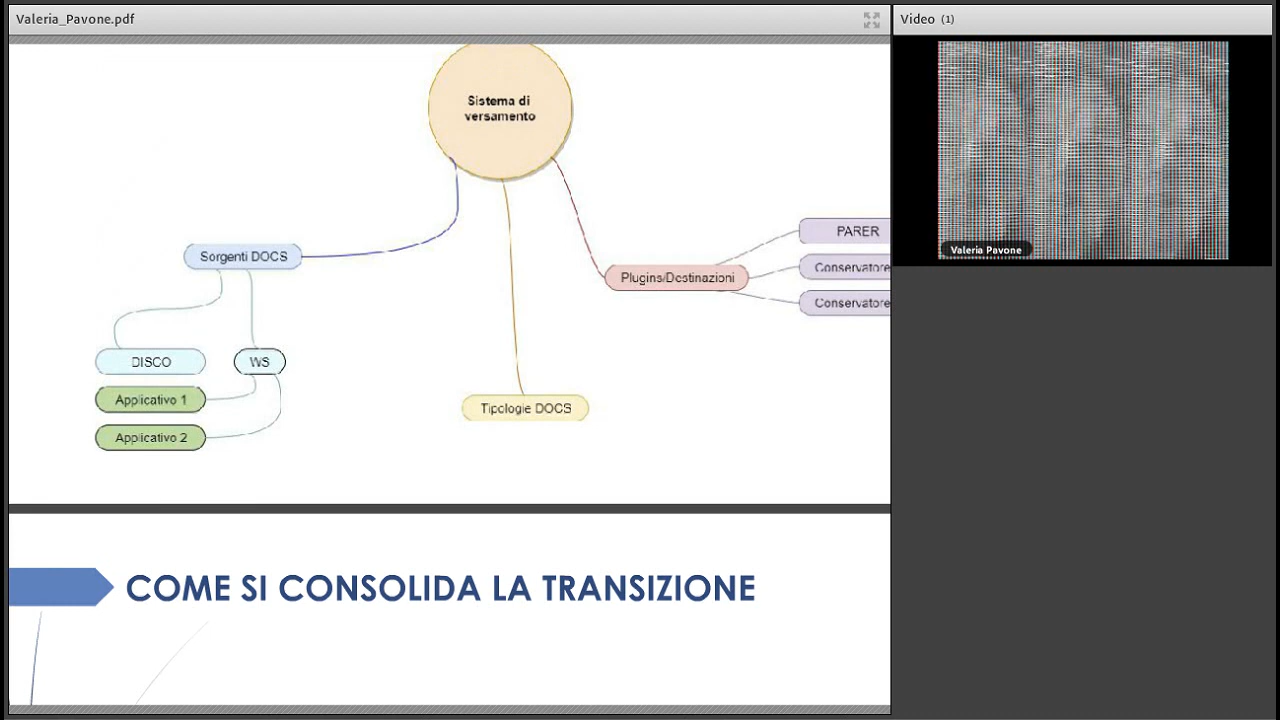 Valeria_Pavone.pdf
Video (1)
Sistema di
versamento
Valeria Pavone
Sorgenti DOCS
PARER
Plugins/Destinazioni
Conservatore
Conservatore
DISCO
WS
Applicativo 1
Tipologie DOCS
Applicativo 2
COME SI CONSOLIDA LA TRANSIZIONE